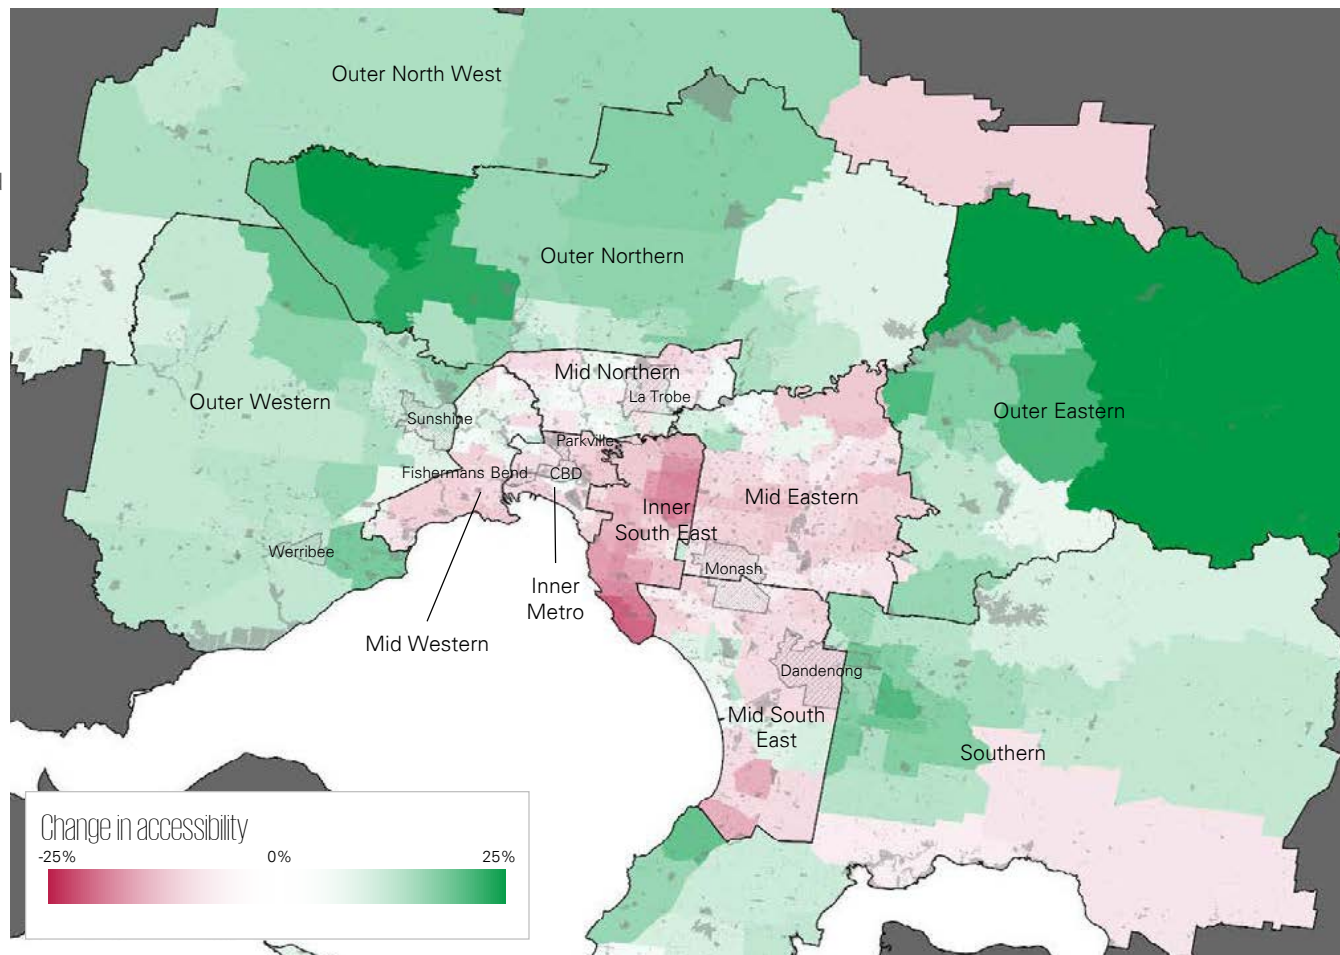 Outer North West
Outer Northern
Mid Northern
La Trobe
Outer Western
Sunshine
Outer Eastern
Parkville
Fishermans Bend
CBD
Mid Eastern
Inner
South East
Werribee
Monash
Inner
Metro
Mid Western
Dandenong
Mid South
East
Southern
Change in accessibility
-25%
0%
25%